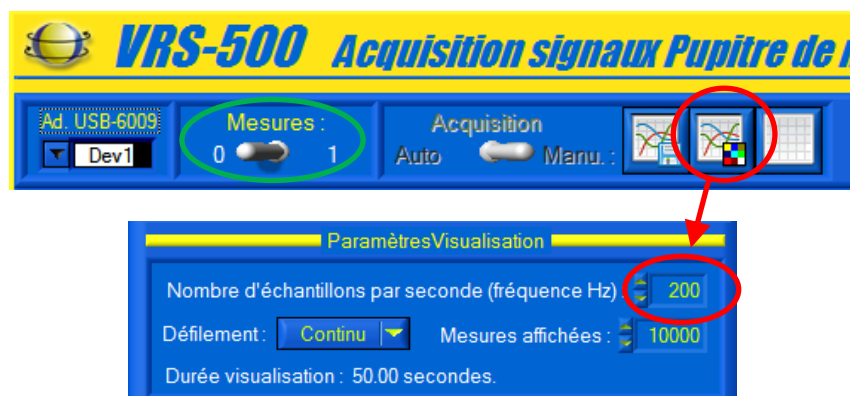 VRS-500 Acquisition signaux Pupitre de
Ad. USB-6009
Dev1
Mesures :
0 1
Acquisition
Auto Manu. :
ParamètresVisualisation
Nombre d'échantillons par seconde (fréquence Hz) : 200
Défilement : Continu Mesures affichées : 10000
Durée visualisation : 50.00 secondes.